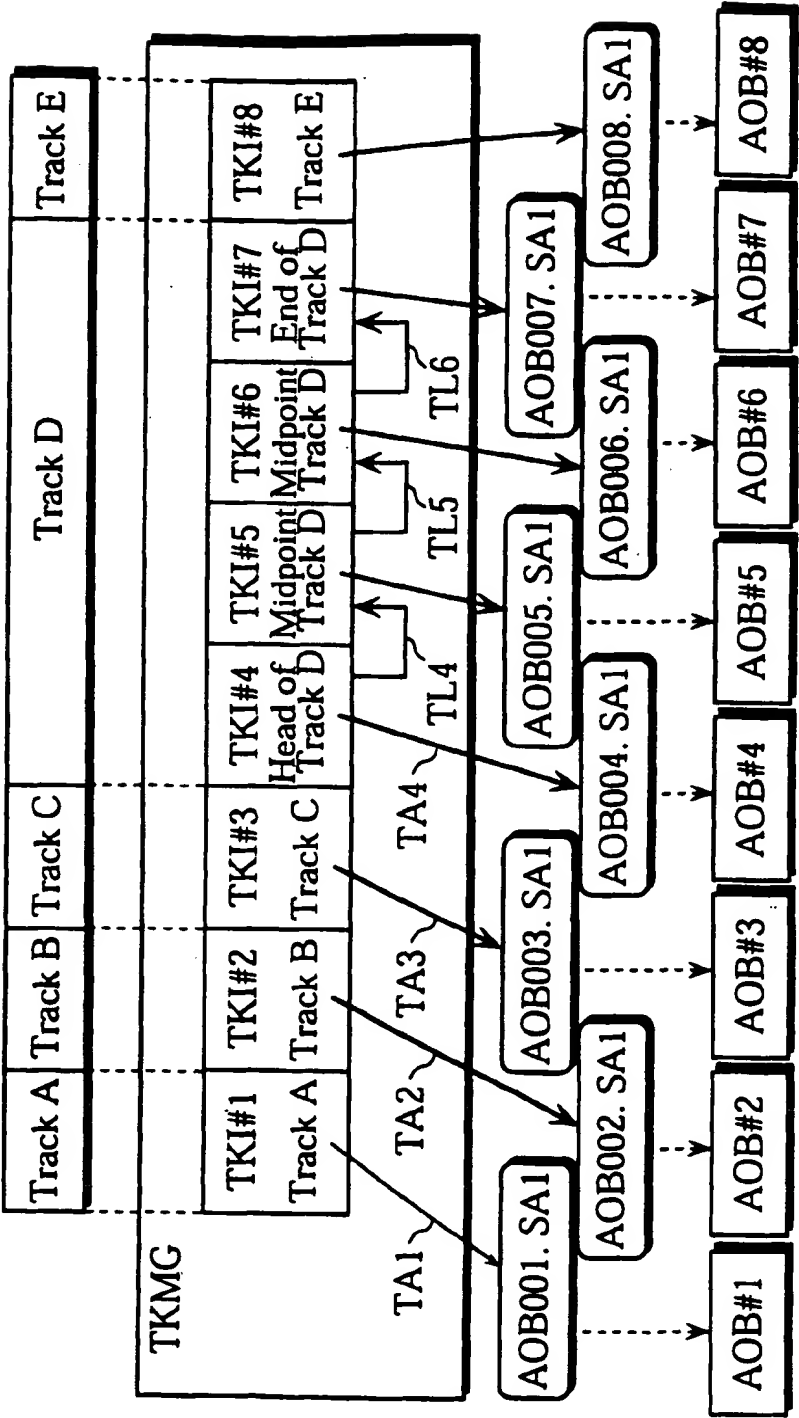 Track A
Track B
Track C
Track D
Track E
TKMG
TKI#1
Track A
TKI#2
Track B
TKI#3
Track C
TKI#4
Head of
Track D
TKI#5
Midpoint
Track D
TKI#6
Midpoint
Track D
TKI#7
End of
Track D
TKI#8
Track E
TA1
TA2
TA3
TA4
TL4
TL5
TL6
AOB001. SA1
AOB002. SA1
AOB003. SA1
AOB004. SA1
AOB005. SA1
AOB006. SA1
AOB007. SA1
AOB008. SA1
AOB#1
AOB#2
AOB#3
AOB#4
AOB#5
AOB#6
AOB#7
AOB#8